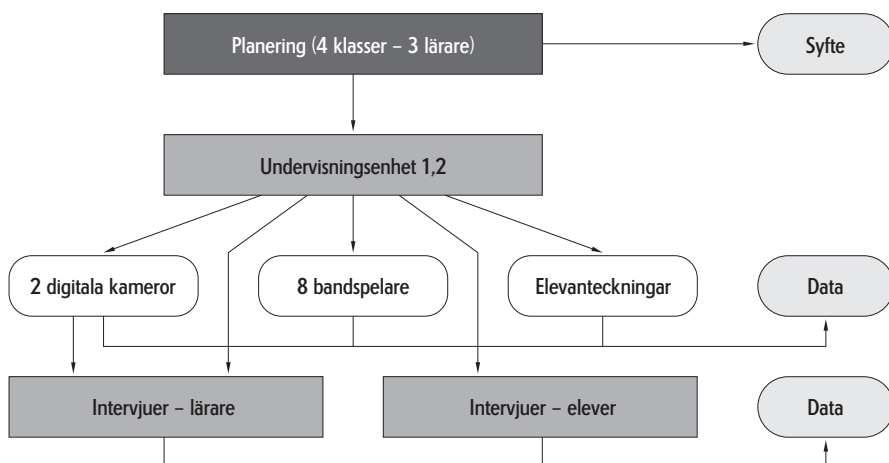 Planering (4 klasser – 3 lärare)
Syfte
Undervisningsenhet 1,2
2 digitala kameror
8 bandspelare
Elevanteckningar
Data
Intervjuer – lärare
Intervjuer – elever
Data